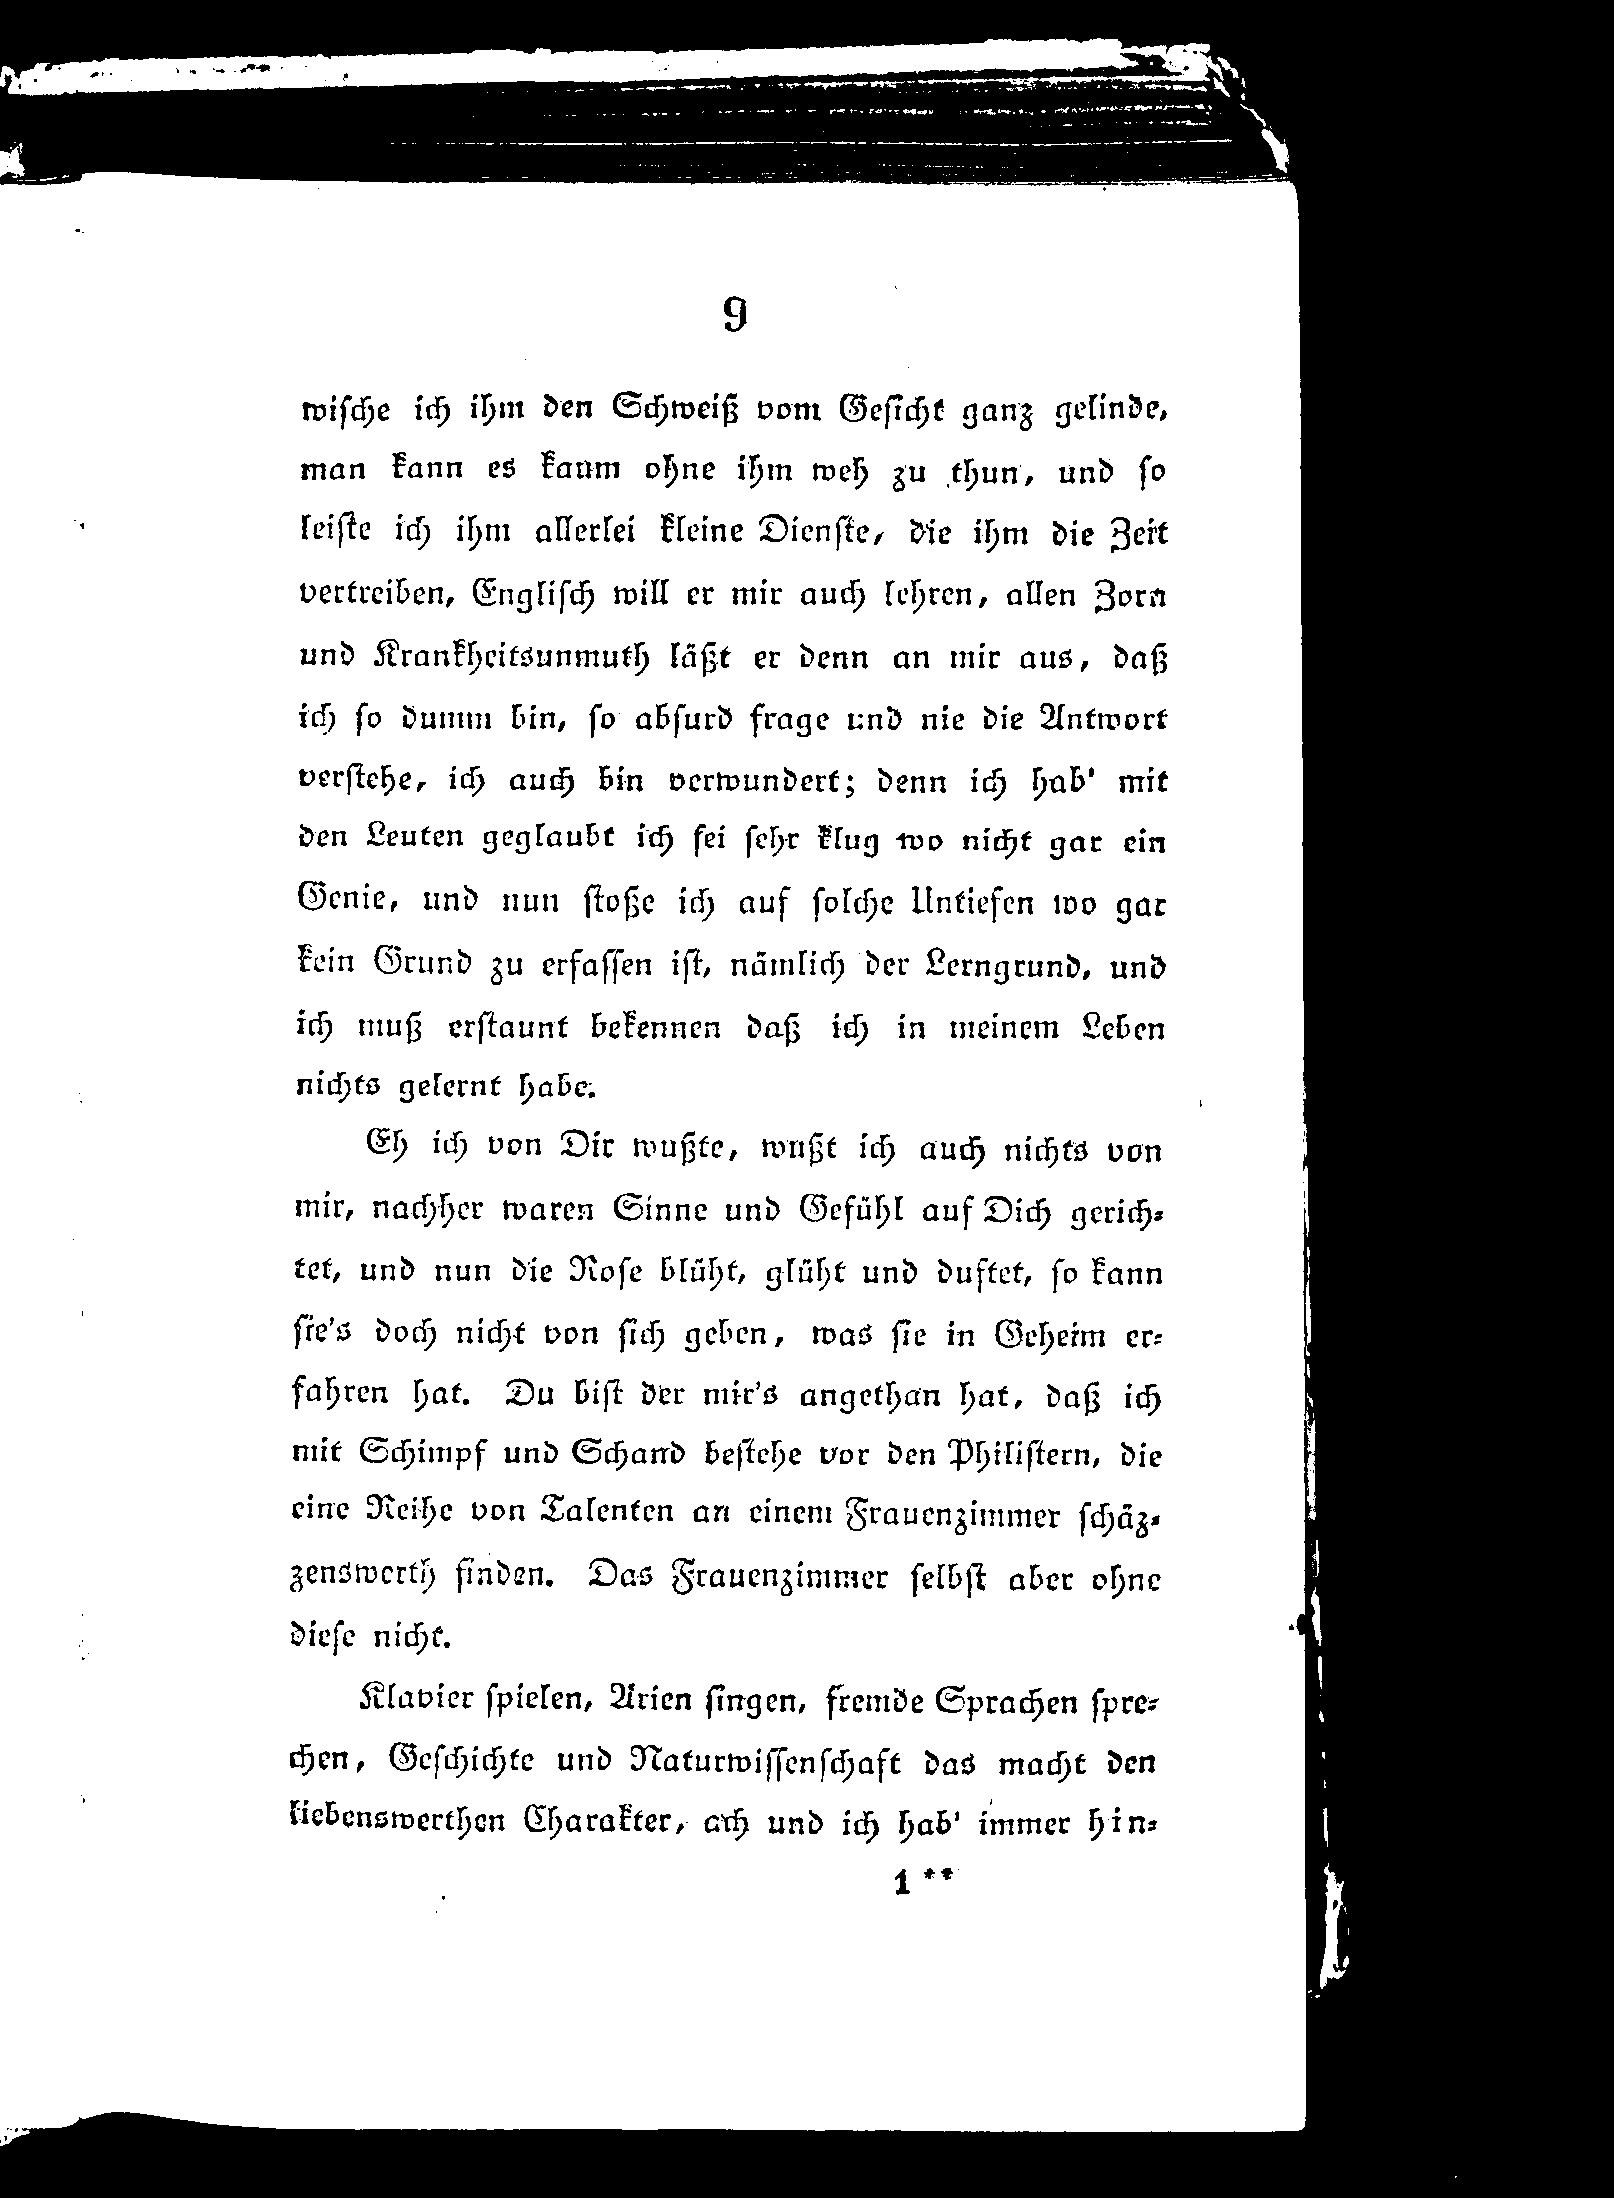 9
wische ich ihm den Schweiß vom Gesicht ganz gelinde,
man kann es kaum ohne ihm weh zu thun, und so
leiste ich ihm allerlei kleine Dienste, die ihm die Zeit
vertreiben, Englisch will er mir auch lehren, allen Zorn
und Krankheitsunmuth läßt er denn an mir aus, daß
ich so dumm bin, so absurd frage und nie die Antwort
verstehe, ich auch bin verwundert; denn ich hab' mit
den Leuten geglaubt ich sei sehr klug wo nicht gar ein
Genie, und nun stoße ich auf solche Untiefen wo gar
kein Grund zu erfassen ist, nämlich der Lerngrund, und
ich muß erstaunt bekennen daß ich in meinem Leben
nichts gelernt habe.
Eh ich von Dir wußte, wußt ich auch nichts von
mir, nachher waren Sinne und Gefühl auf Dich gerich-
tet, und nun die Rose blüht, glüht und duftet, so kann
sie's doch nicht von sich geben, was sie in Geheim er-
fahren hat. Du bist der mir's angethan hat, daß ich
mit Schimpf und Schand bestehe vor den Philistern, die
eine Reihe von Talenten an einem Frauenzimmer schäz-
zenswerth finden. Das Frauenzimmer selbst aber ohne
diese nicht.
Klavier spielen, Arien singen, fremde Sprachen spre-
chen, Geschichte und Naturwissenschaft das macht den
liebenswerthen Charakter, ach und ich hab' immer hin-
1 **